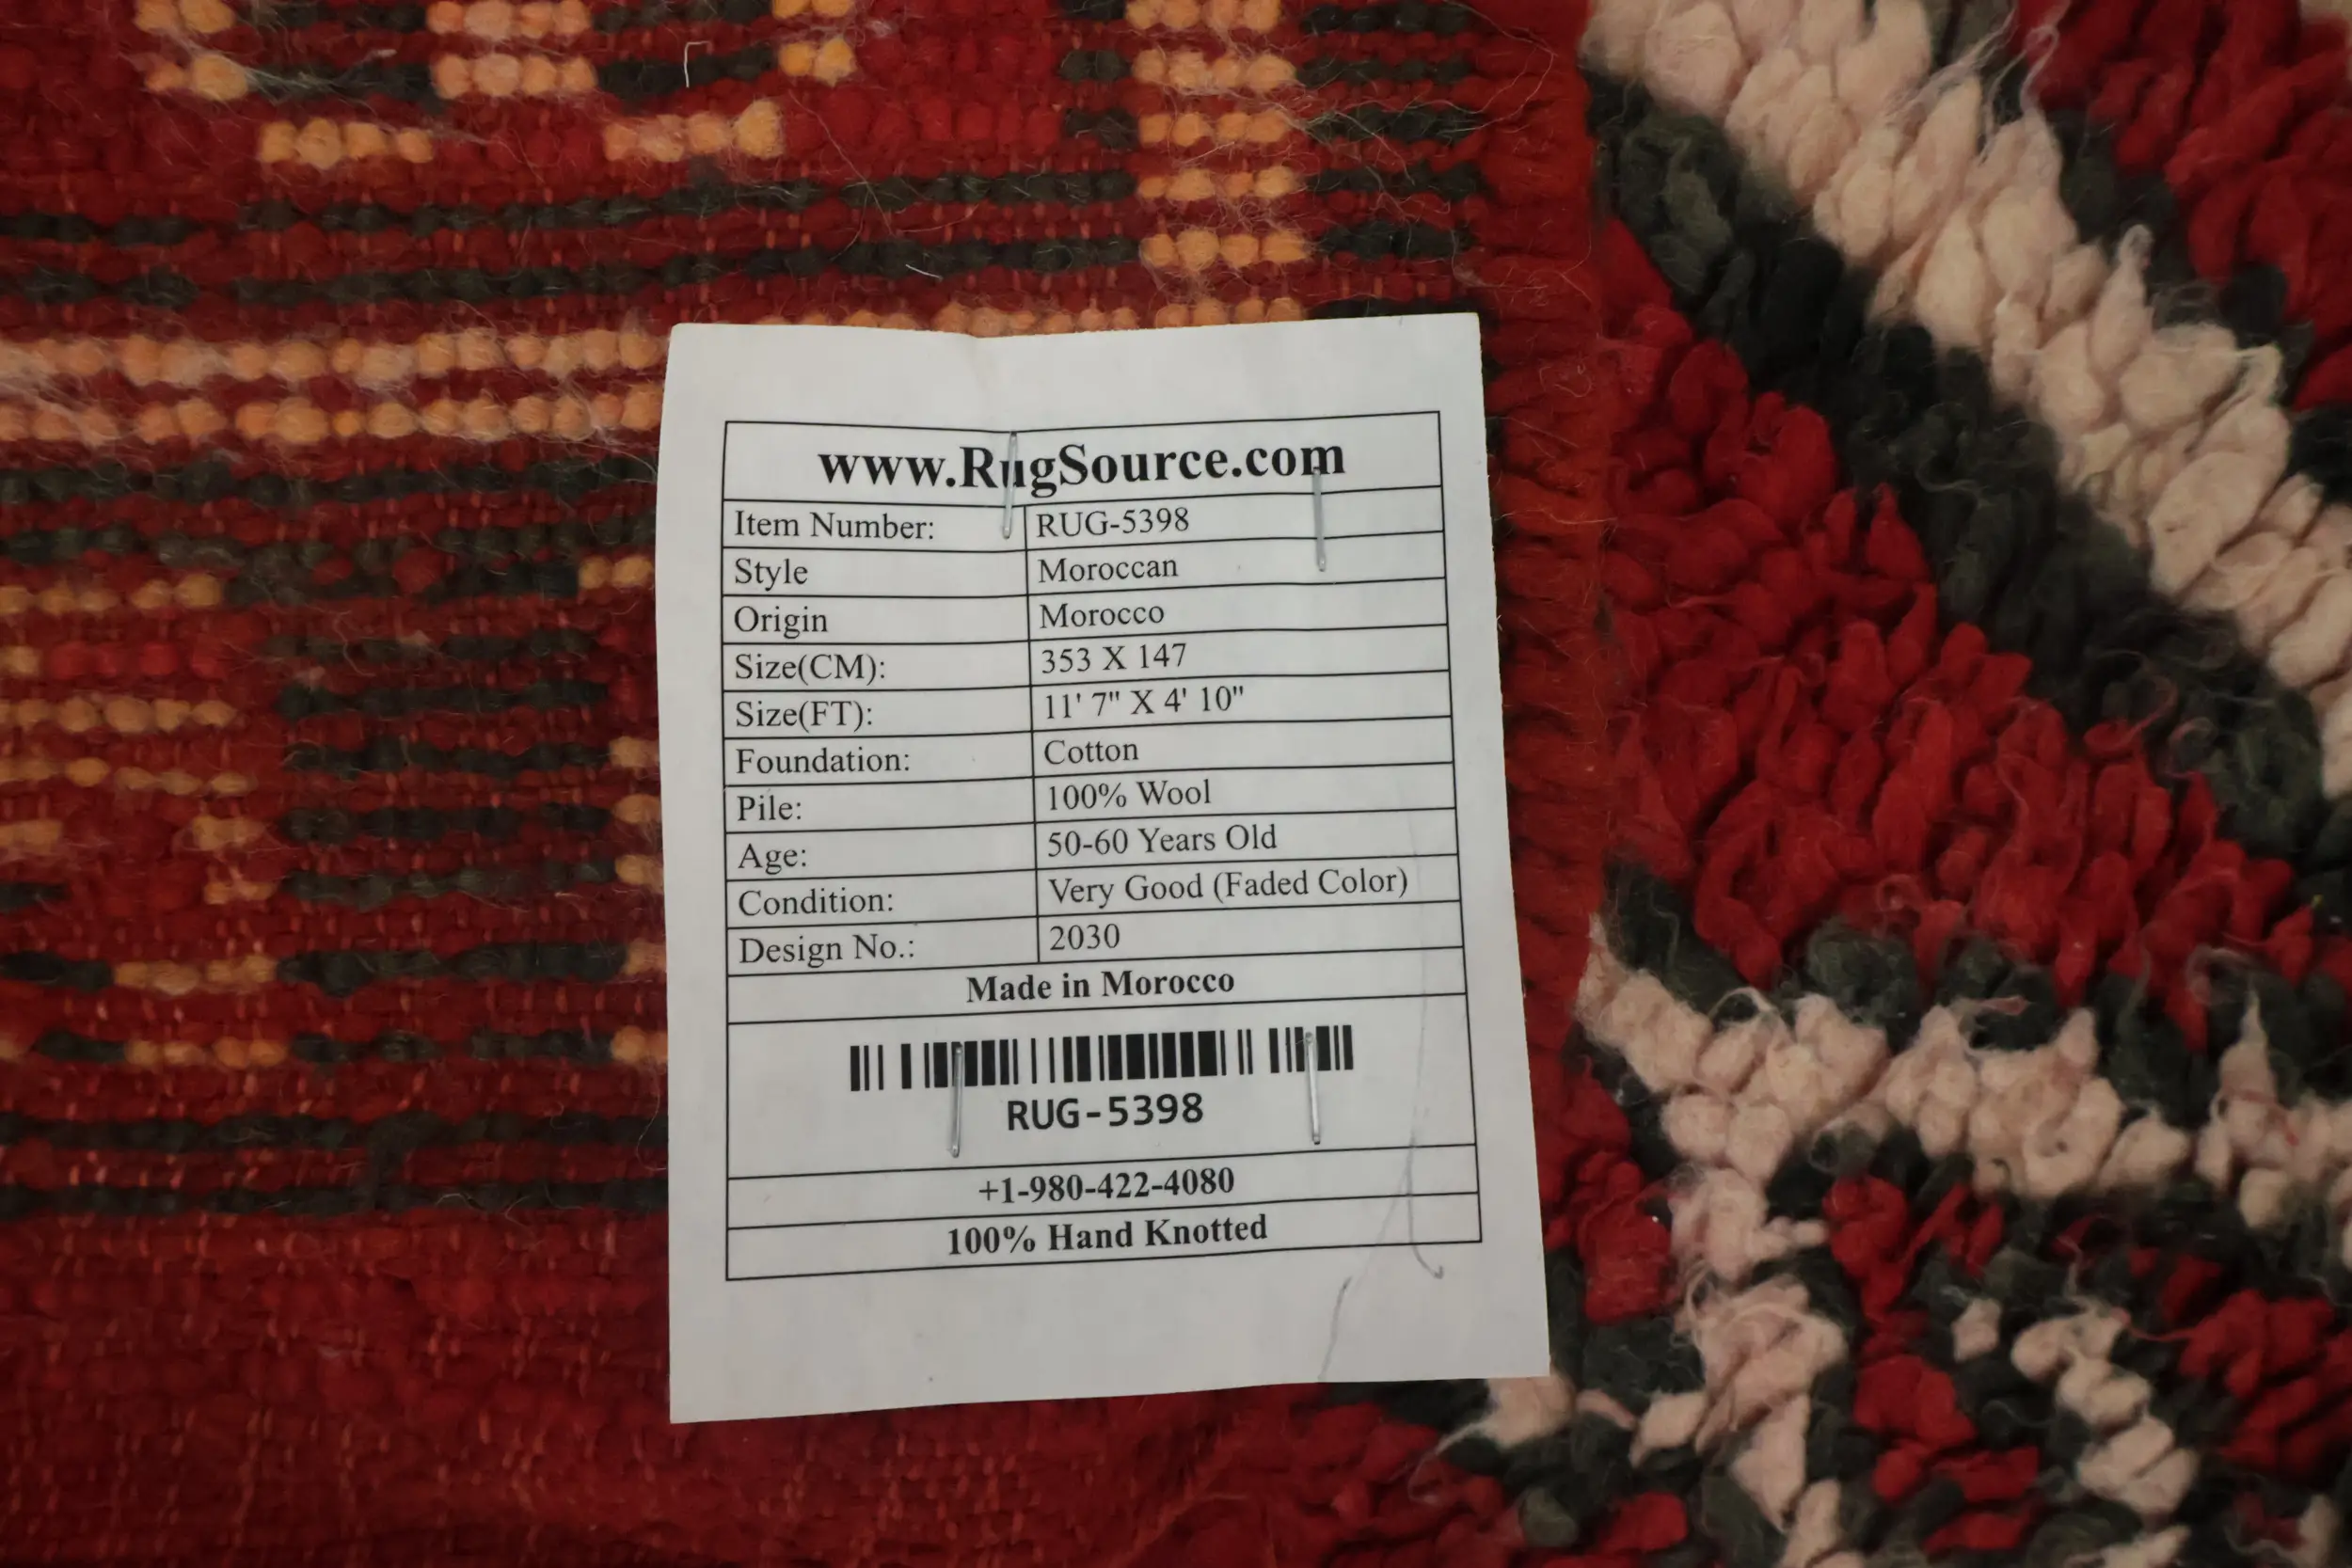 www.RugSource.com
Item Number: RUG-5398
Style Moroccan
Origin Morocco
Size(CM): 353 X 147
Size(FT): 11' 7" X 4' 10"
Foundation: Cotton
Pile: 100% Wool
Age: 50-60 Years Old
Condition: Very Good (Faded Color)
Design No.: 2030
Made in Morocco
RUG-5398
+1-980-422-4080
100% Hand Knotted